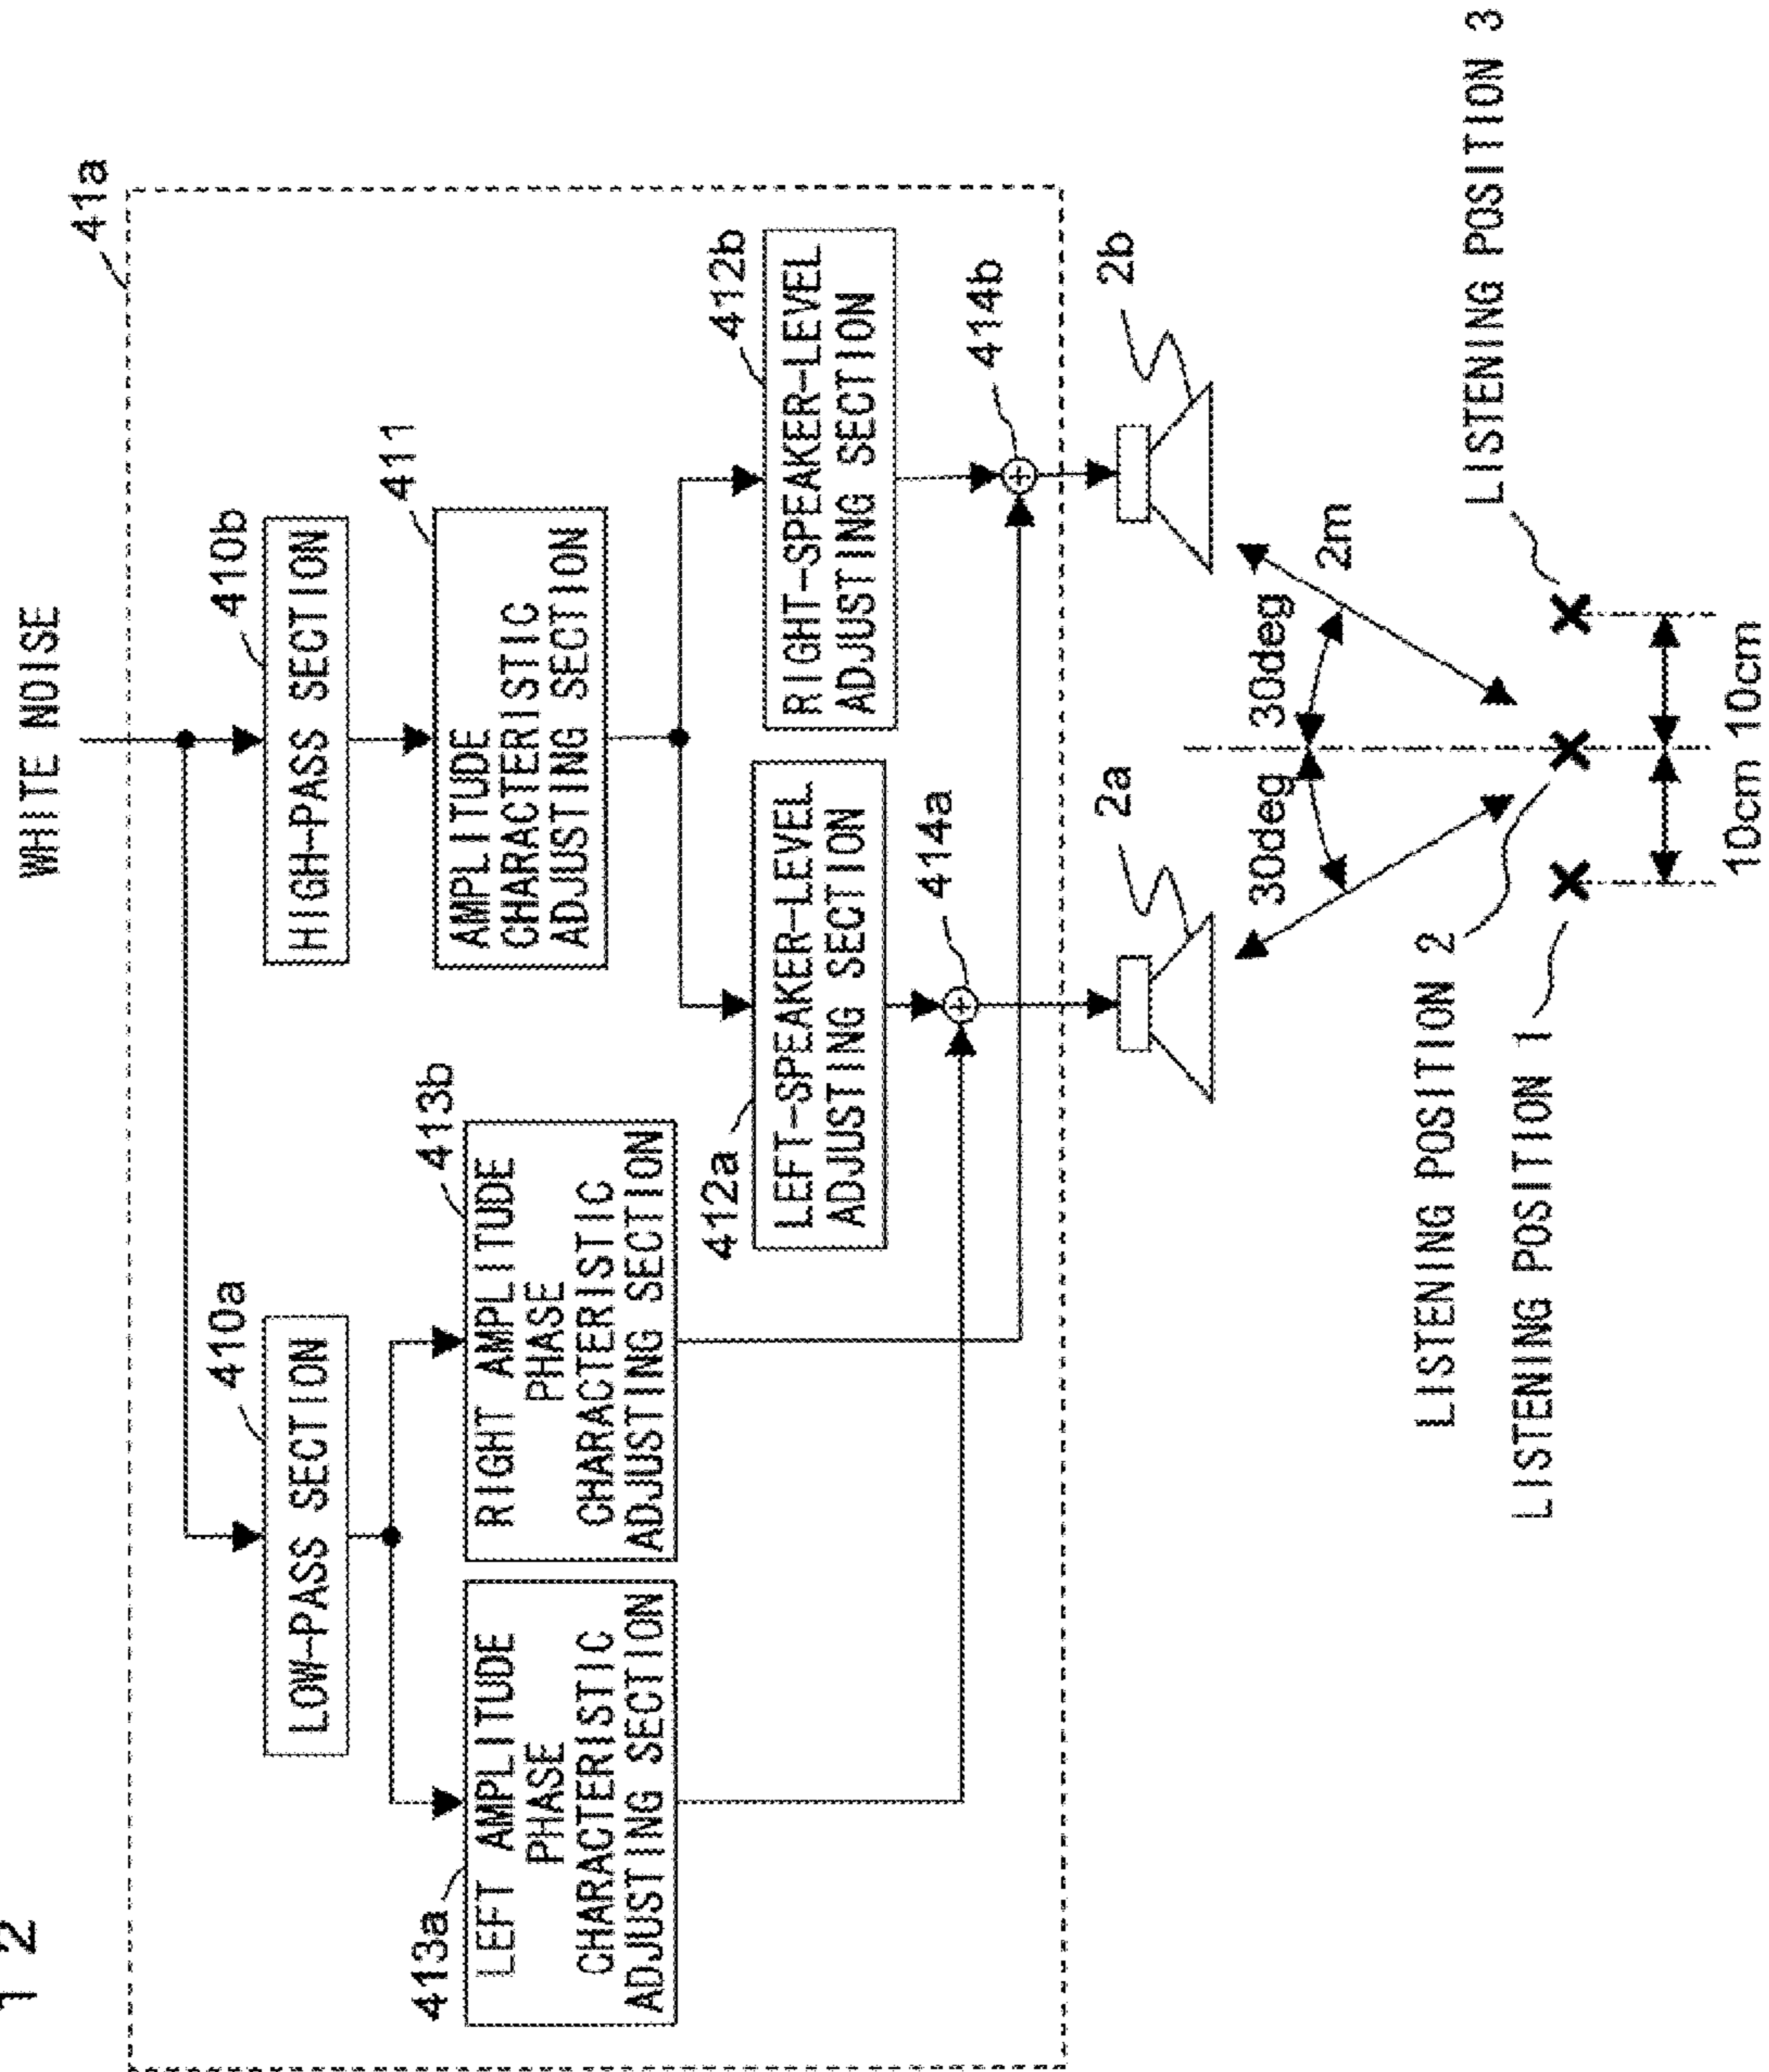 12
WHITE NOISE
41a
410a
LOW-PASS SECTION
410b
HIGH-PASS SECTION
413a
LEFT AMPLITUDE
PHASE
CHARACTERISTIC
ADJUSTING SECTION
413b
RIGHT AMPLITUDE
PHASE
CHARACTERISTIC
ADJUSTING SECTION
411
AMPLITUDE
CHARACTERISTIC
ADJUSTING SECTION
412a
LEFT-SPEAKER-LEVEL
ADJUSTING SECTION
412b
RIGHT-SPEAKER-LEVEL
ADJUSTING SECTION
414a
414b
2a
2b
30deg 30deg
2m
LISTENING POSITION 2
LISTENING POSITION 1
LISTENING POSITION 3
10cm 10cm